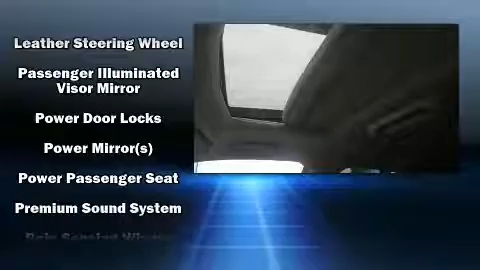 Leather Steering Wheel
Passenger Illuminated
Visor Mirror
Power Door Locks
Power Mirror(s)
Power Passenger Seat
Premium Sound System